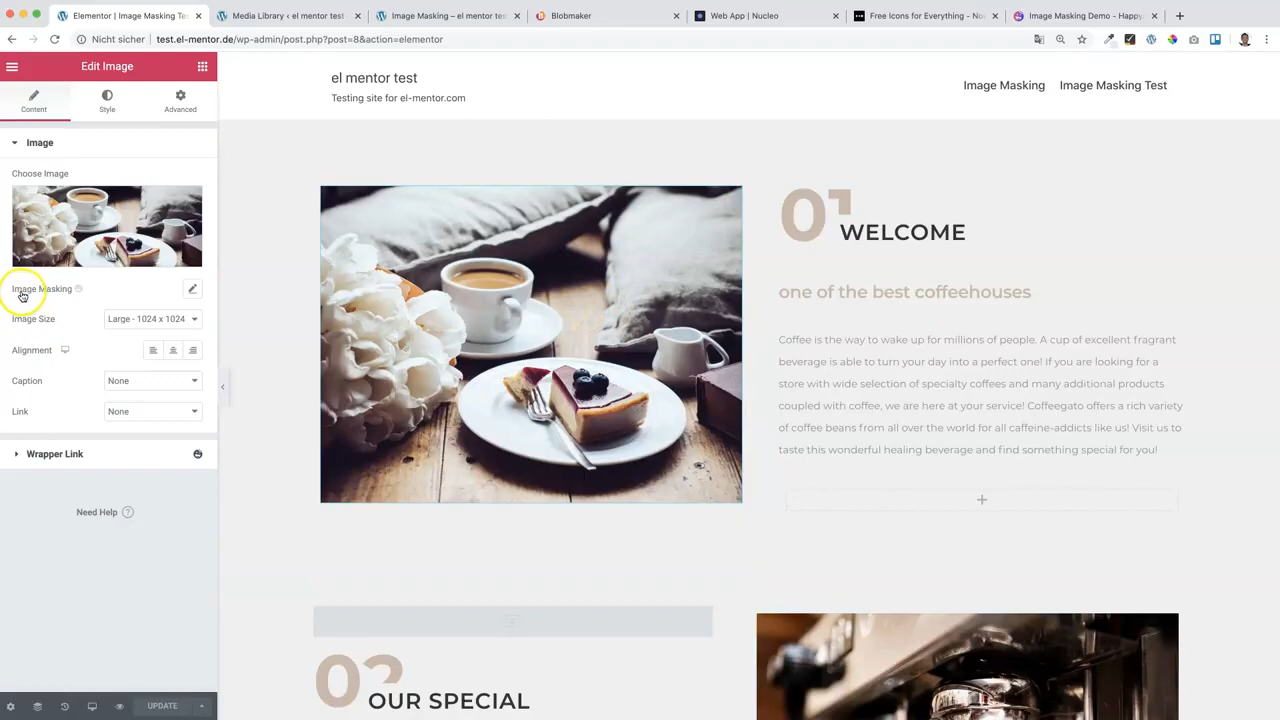 Elementor | Image Masking Tes
Media Library ‹ el mentor test
Image Masking – el mentor test
Blobmaker
Web App | Nucleo
Free Icons for Everything - No
Image Masking Demo - Happy
Nicht sicher
test.el-mentor.de/wp-admin/post.php?post=8&action=elementor
Edit Image
Content
Style
Advanced
Image
Choose Image
Image Masking
Image Size
Large - 1024 x 1024
Alignment
Caption
None
Link
None
Wrapper Link
Need Help ?
UPDATE
el mentor test
Testing site for el-mentor.com
Image Masking
Image Masking Test
01
WELCOME
one of the best coffeehouses
Coffee is the way to wake up for millions of people. A cup of excellent fragrant
beverage is able to turn your day into a perfect one! If you are looking for a
store with wide selection of specialty coffees and many additional products
coupled with coffee, we are here at your service! Coffeegato offers a rich variety
of coffee beans from all over the world for all caffeine-addicts like us! Visit us to
taste this wonderful healing beverage and find something special for you!
02
OUR SPECIAL